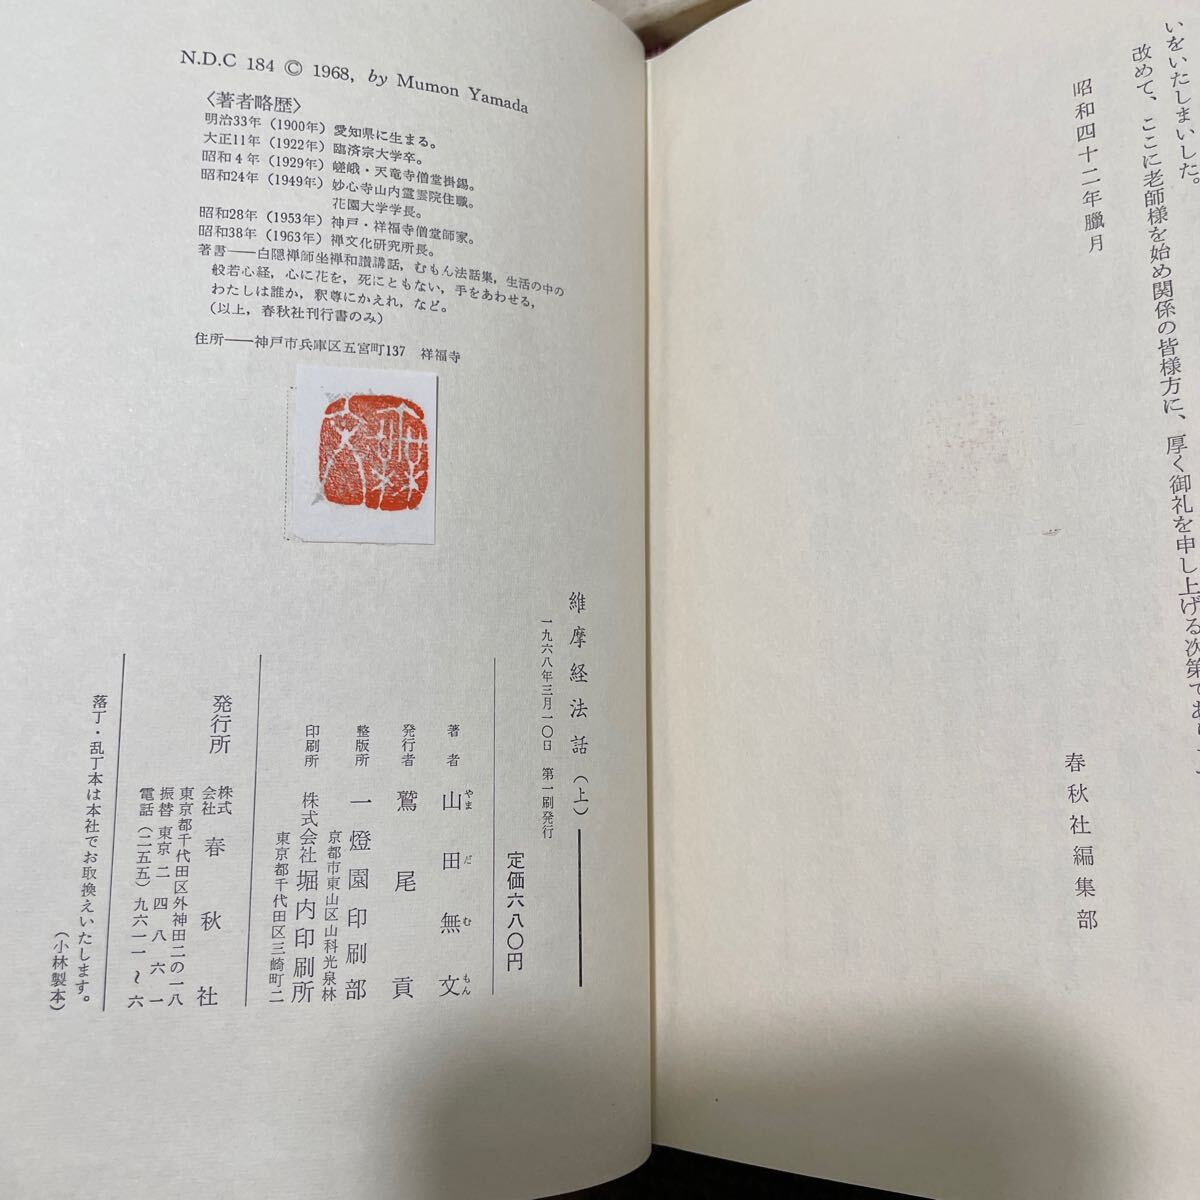 いをいたしまいした。
改めて、ここに老師様を始め関係の皆様方に、厚く御礼を申し上げる次第であり
昭和四十二年臘月
春秋社編集部
N.D.C 184 © 1968, by Mumon Yamada
〈著者略歴〉
明治33年（1900年）愛知県に生まる。
大正11年（1922年）臨済宗大学卒。
昭和4年（1929年）嵯峨・天竜寺僧堂掛錫。
昭和24年（1949年）妙心寺山内霊雲院住職。
花園大学学長。
昭和28年（1953年）神戸・祥福寺僧堂師家。
昭和38年（1963年）禅文化研究所長。
著書――白隠禅師坐禅和讃講話，むもん法話集，生活の中の
般若心経，心に花を，死にともない，手をあわせる，
わたしは誰か，釈尊にかえれ，など。
（以上，春秋社刊行書のみ）
住所――神戸市兵庫区五宮町137　祥福寺
無文
維摩経法話（上）
一九六八年三月一〇日　第一刷発行
定価六八〇円
著者　山田無文
やまだむもん
発行者　鷲尾貢
整版所　一燈園印刷部
京都市東山区山科光泉林
印刷所　株式会社堀内印刷所
東京都千代田区三崎町二
発行所　株式会社　春秋社
東京都千代田区外神田二の一八
振替東京二四八六一
電話（二五五）九六一一〜六
落丁・乱丁本は本社でお取換えいたします。
（小林製本）